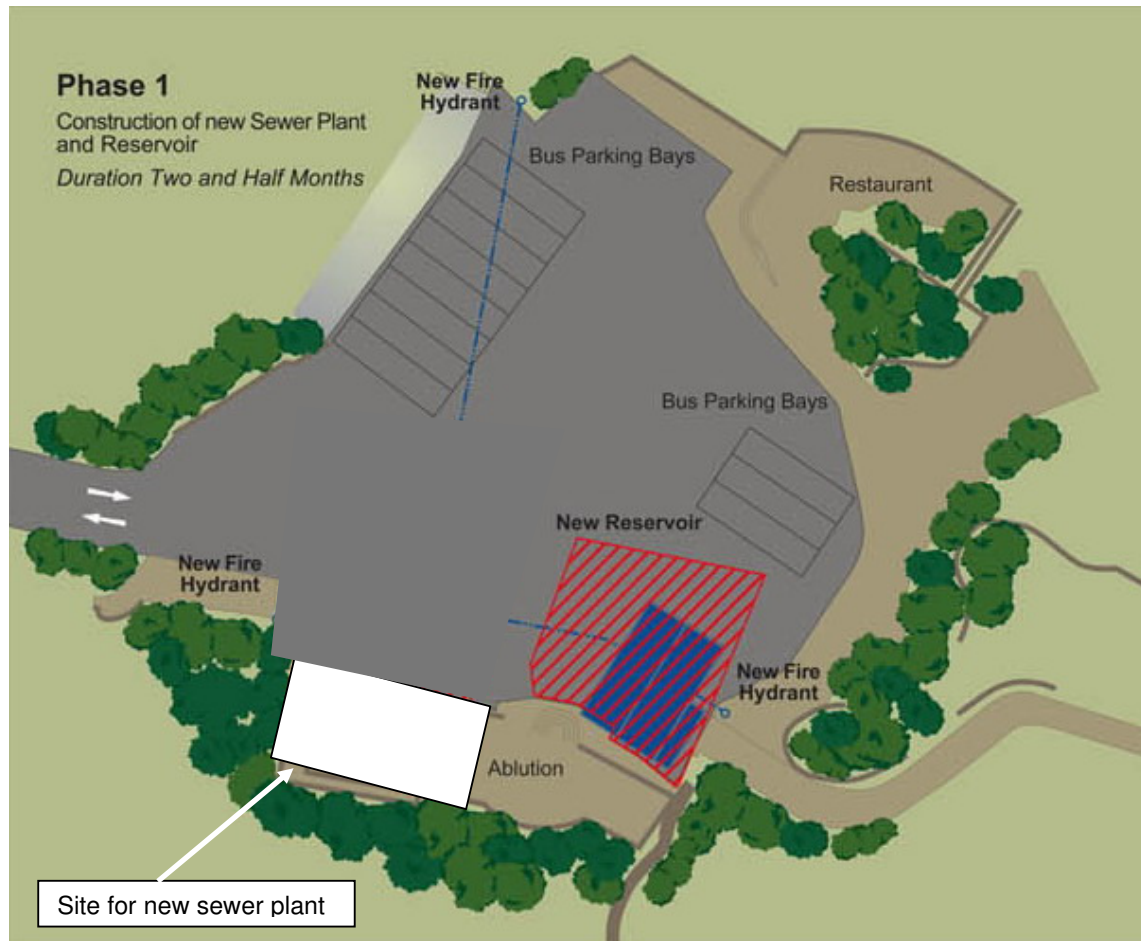 Phase 1
Construction of new Sewer Plant
and Reservoir
Duration Two and Half Months
New Fire
Hydrant
Bus Parking Bays
Restaurant
Bus Parking Bays
New Reservoir
New Fire
Hydrant
New Fire
Hydrant
Ablution
Site for new sewer plant